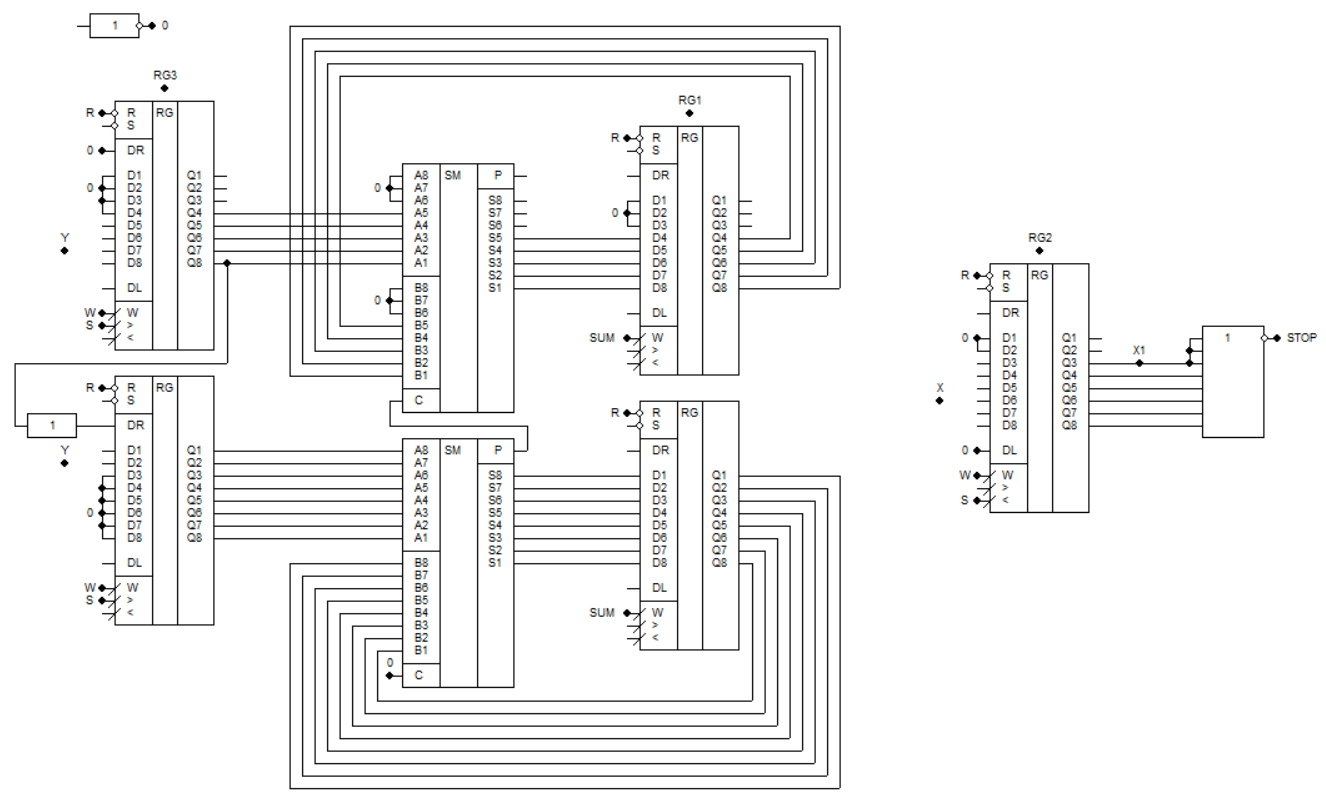 1 0
RG3
R R RG
S
0 DR
D1 Q1
0 D2 Q2
D3 Q3
D4 Q4
D5 Q5
Y D6 Q6
D7 Q7
D8 Q8
DL
W W
S >
<
RG1
R R RG
S
DR
D1 Q1
0 D2 Q2
D3 Q3
D4 Q4
D5 Q5
D6 Q6
D7 Q7
D8 Q8
DL
SUM W
>
<
A8 SM P
0 A7
A6 S8
A5 S7
A4 S6
A3 S5
A2 S4
A1 S3
S2
B8 S1
0 B7
B6
B5
B4
B3
B2
B1
C
RG2
R R RG
S
DR
0 D1 Q1
D2 Q2
D3 Q3 X1
D4 Q4
X D5 Q5
D6 Q6
D7 Q7
D8 Q8
0 DL
W W
>
S <
1 STOP
R R RG
S
1 DR
Y D1 Q1
D2 Q2
D3 Q3
D4 Q4
D5 Q5
0 D6 Q6
D7 Q7
D8 Q8
DL
W W
S >
<
A8 SM P
A7
A6 S8
A5 S7
A4 S6
A3 S5
A2 S4
A1 S3
S2
B8 S1
B7
B6
B5
B4
B3
B2
B1
0 C
R R RG
S
DR
D1 Q1
D2 Q2
D3 Q3
D4 Q4
D5 Q5
D6 Q6
D7 Q7
D8 Q8
DL
SUM W
>
<